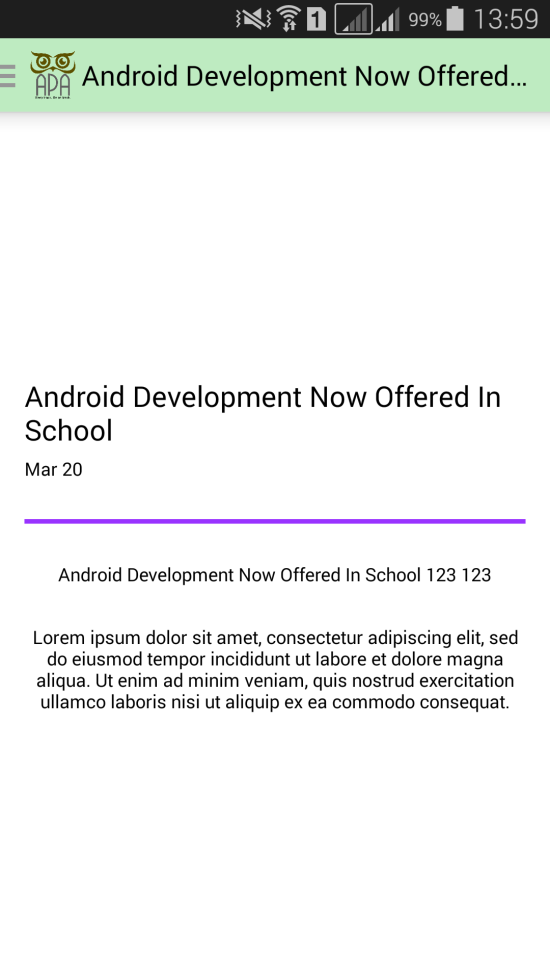 1 99% 13:59
APA Android Development Now Offered...
Android Development Now Offered In
School
Mar 20
Android Development Now Offered In School 123 123
Lorem ipsum dolor sit amet, consectetur adipiscing elit, sed
do eiusmod tempor incididunt ut labore et dolore magna
aliqua. Ut enim ad minim veniam, quis nostrud exercitation
ullamco laboris nisi ut aliquip ex ea commodo consequat.